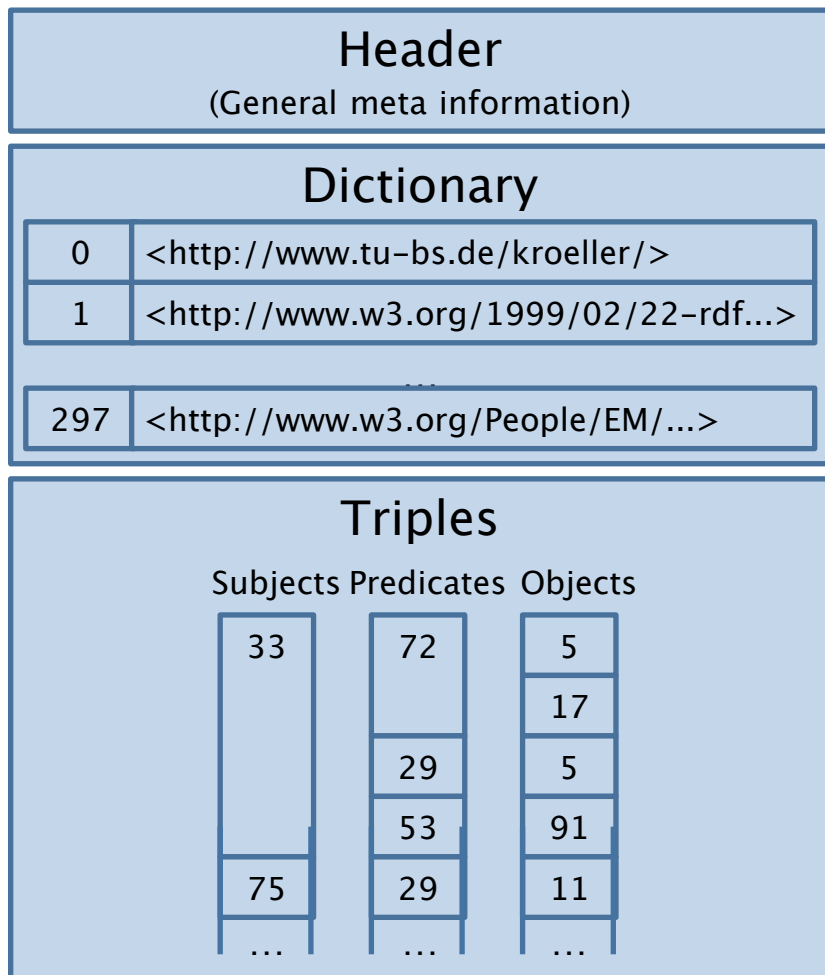 Header
(General meta information)
Dictionary
0 <http://www.tu-bs.de/kroeller/>
1 <http://www.w3.org/1999/02/22-rdf...>
...
297 <http://www.w3.org/People/EM/...>
Triples
Subjects Predicates Objects
33 72 5
17
29 5
53 91
75 29 11
... ... ...